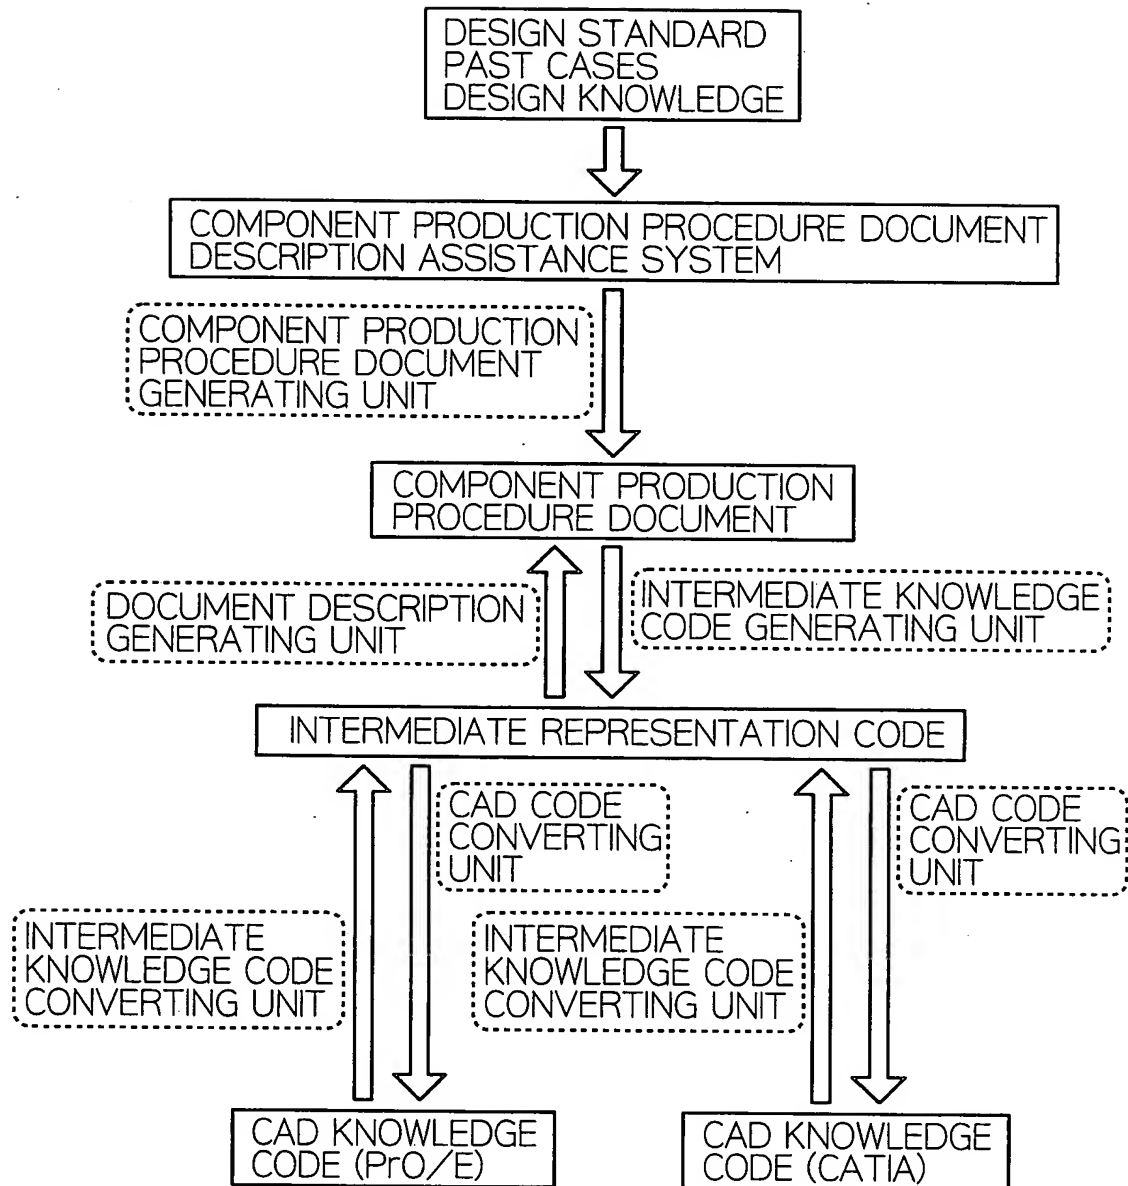 DESIGN STANDARD
PAST CASES
DESIGN KNOWLEDGE
COMPONENT PRODUCTION PROCEDURE DOCUMENT
DESCRIPTION ASSISTANCE SYSTEM
COMPONENT PRODUCTION
PROCEDURE DOCUMENT
GENERATING UNIT
COMPONENT PRODUCTION
PROCEDURE DOCUMENT
DOCUMENT DESCRIPTION
GENERATING UNIT
INTERMEDIATE KNOWLEDGE
CODE GENERATING UNIT
INTERMEDIATE REPRESENTATION CODE
CAD CODE
CONVERTING
UNIT
CAD CODE
CONVERTING
UNIT
INTERMEDIATE
KNOWLEDGE CODE
CONVERTING UNIT
INTERMEDIATE
KNOWLEDGE CODE
CONVERTING UNIT
CAD KNOWLEDGE
CODE (PrO/E)
CAD KNOWLEDGE
CODE (CATIA)